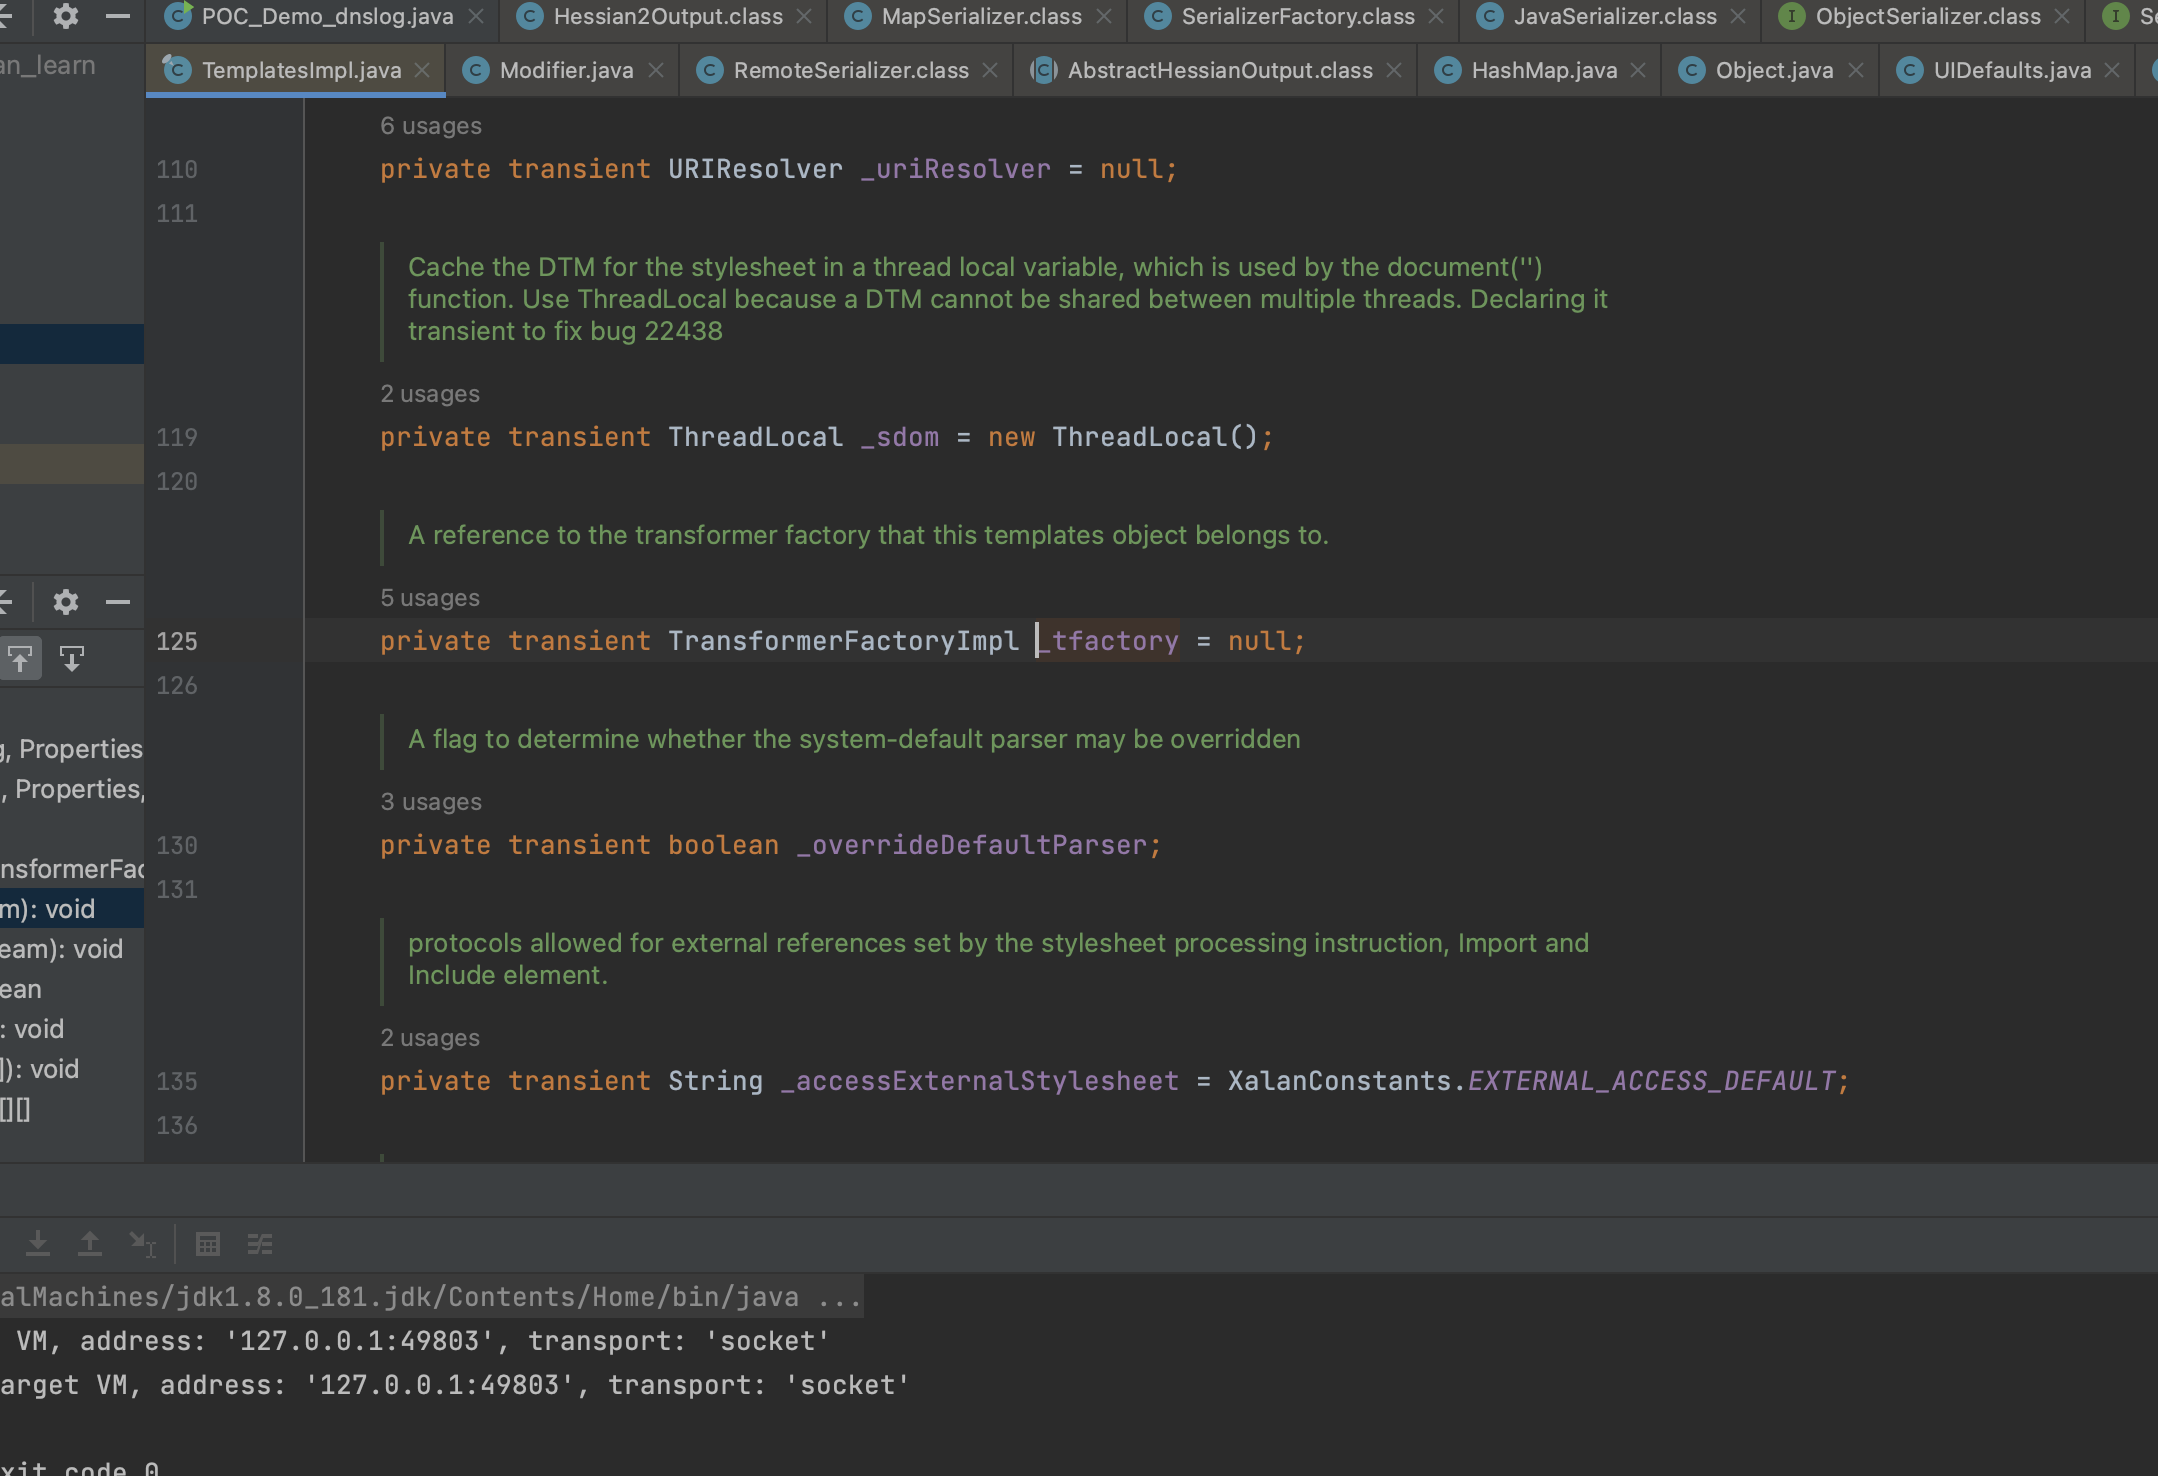 POC_Demo_dnslog.java Hessian2Output.class MapSerializer.class SerializerFactory.class JavaSerializer.class ObjectSerializer.class
an_learn
TemplatesImpl.java Modifier.java RemoteSerializer.class AbstractHessianOutput.class HashMap.java Object.java UIDefaults.java
6 usages
110 private transient URIResolver _uriResolver = null;
111
Cache the DTM for the stylesheet in a thread local variable, which is used by the document('')
function. Use ThreadLocal because a DTM cannot be shared between multiple threads. Declaring it
transient to fix bug 22438
2 usages
119 private transient ThreadLocal _sdom = new ThreadLocal();
120
A reference to the transformer factory that this templates object belongs to.
5 usages
125 private transient TransformerFactoryImpl _tfactory = null;
126
A flag to determine whether the system-default parser may be overridden
3 usages
130 private transient boolean _overrideDefaultParser;
131
protocols allowed for external references set by the stylesheet processing instruction, Import and
Include element.
2 usages
135 private transient String _accessExternalStylesheet = XalanConstants.EXTERNAL_ACCESS_DEFAULT;
136
, Properties
, Properties,
nsformerFac
m): void
eam): void
ean
: void
]): void
[][]
alMachines/jdk1.8.0_181.jdk/Contents/Home/bin/java ...
VM, address: '127.0.0.1:49803', transport: 'socket'
arget VM, address: '127.0.0.1:49803', transport: 'socket'
xit code 0